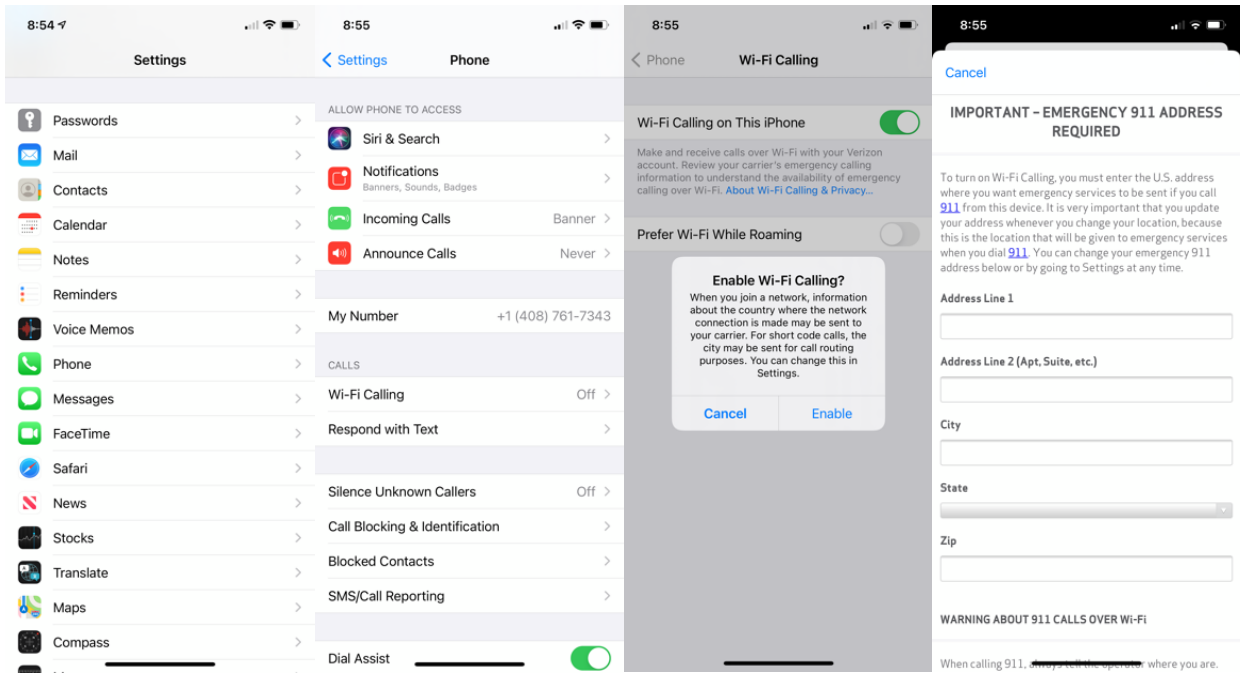 8:54
Settings
Passwords
Mail
Contacts
Calendar
Notes
Reminders
Voice Memos
Phone
Messages
FaceTime
Safari
News
Stocks
Translate
Maps
Compass
8:55
Settings
Phone
ALLOW PHONE TO ACCESS
Siri & Search
Notifications
Banners, Sounds, Badges
Incoming Calls Banner
Announce Calls Never
My Number +1 (408) 761-7343
CALLS
Wi-Fi Calling Off
Respond with Text
Silence Unknown Callers Off
Call Blocking & Identification
Blocked Contacts
SMS/Call Reporting
Dial Assist
8:55
Phone
Wi-Fi Calling
Wi-Fi Calling on This iPhone
Make and receive calls over Wi-Fi with your Verizon
account. Review your carrier's emergency calling
information to understand the availability of emergency
calling over Wi-Fi. About Wi-Fi Calling & Privacy...
Prefer Wi-Fi While Roaming
Enable Wi-Fi Calling?
When you join a network, information
about the country where the network
connection is made may be sent to
your carrier. For short code calls, the
city may be sent for call routing
purposes. You can change this in
Settings.
Cancel Enable
8:55
Cancel
IMPORTANT – EMERGENCY 911 ADDRESS
REQUIRED
To turn on Wi-Fi Calling, you must enter the U.S. address
where you want emergency services to be sent if you call
911 from this device. It is very important that you update
your address whenever you change your location, because
this is the location that will be given to emergency services
when you dial 911. You can change your emergency 911
address below or by going to Settings at any time.
Address Line 1
Address Line 2 (Apt, Suite, etc.)
City
State
Zip
WARNING ABOUT 911 CALLS OVER Wi-Fi
When calling 911, always tell the operator where you are.